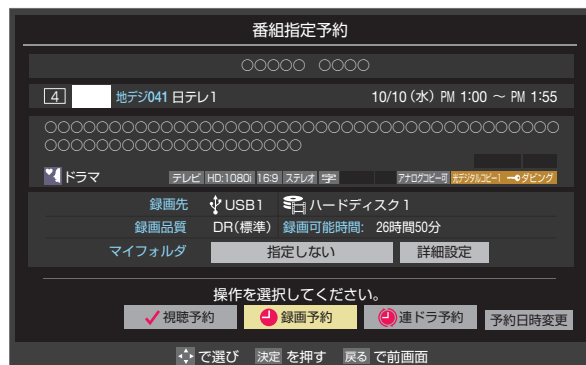 番組指定予約
○○○○○ ○○○○
4 地デジ041 日テレ1 10/10 (水) PM 1:00 ～ PM 1:55
○○○○○○○○○○○○○○○○○○○○○○○○○○○○○○○○○○○○○○○○
○○○○○○○○○○○○○○○○○○○○
ドラマ テレビ HD:1080i 16:9 ステレオ 字 アナログコピー可 光デジタルコピー1 ダビング
録画先 USB1 ハードディスク1
録画品質 DR(標準) 録画可能時間: 26時間50分
マイフォルダ 指定しない 詳細設定
操作を選択してください。
視聴予約 録画予約 連ドラ予約 予約日時変更
で選び 決定 を押す 戻る で前画面